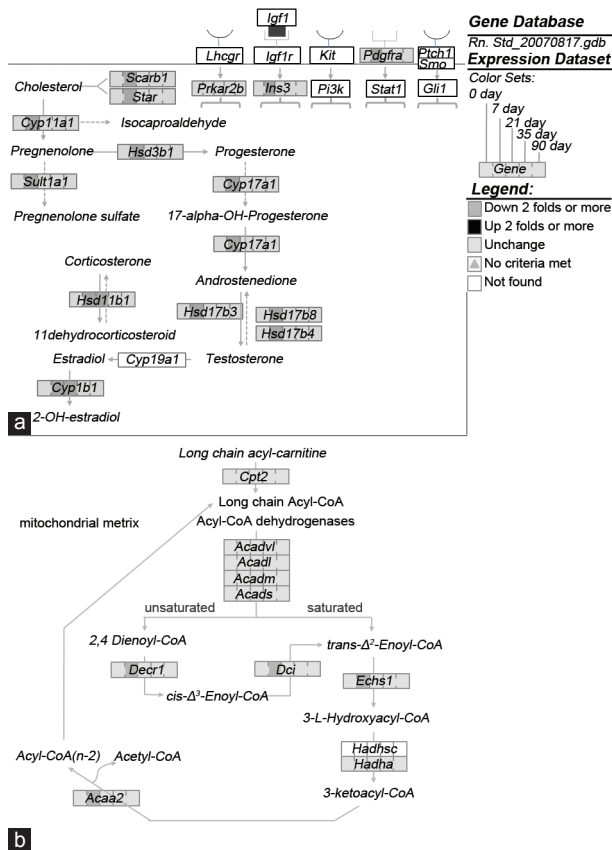 Igf1
Lhcgr Igf1r Kit Pdgfra Ptch1
Smo
Prkar2b Ins3 Pi3k Stat1 Gli1
Cholesterol Scarb1
Star
Cyp11a1 Isocaproaldehyde
Pregnenolone Hsd3b1 Progesterone
Sult1a1 Cyp17a1
Pregnenolone sulfate 17-alpha-OH-Progesterone
Cyp17a1
Corticosterone
Androstenedione
Hsd11b1 Hsd17b3 Hsd17b8
Hsd17b4
11dehydrocorticosteroid
Estradiol Cyp19a1 Testosterone
Cyp1b1
2-OH-estradiol
a
Gene Database
Rn. Std_20070817.gdb
Expression Dataset
Color Sets:
0 day
7 day
21 day
35 day
90 day
Gene
Legend:
Down 2 folds or more
Up 2 folds or more
Unchange
No criteria met
Not found
Long chain acyl-carnitine
Cpt2
Long chain Acyl-CoA
mitochondrial metrix Acyl-CoA dehydrogenases
Acadvl
Acadl
Acadm
Acads
unsaturated saturated
2,4 Dienoyl-CoA trans-Δ²-Enoyl-CoA
Decr1 Dci
Echs1
cis-Δ³-Enoyl-CoA
3-L-Hydroxyacyl-CoA
Hadhsc
Acyl-CoA(n-2) Acetyl-CoA Hadha
Acaa2 3-ketoacyl-CoA
b